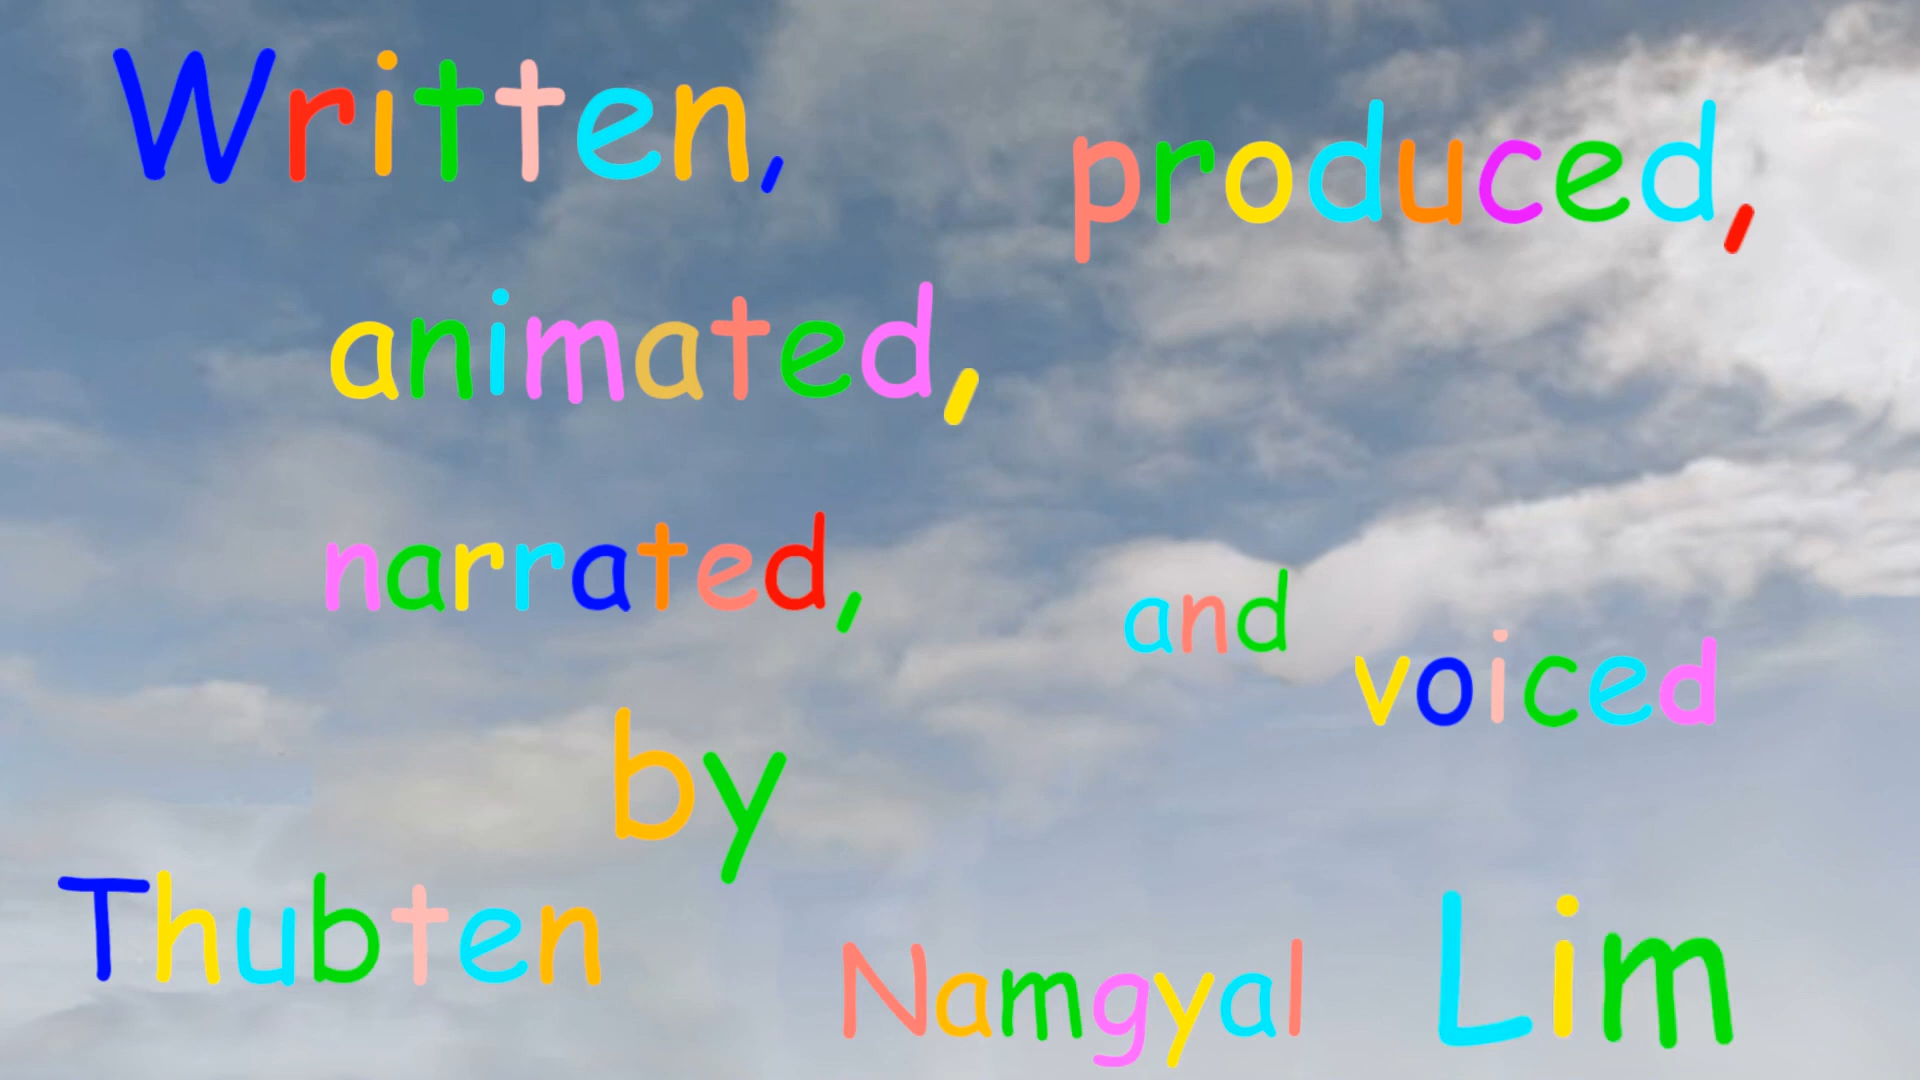 Written, produced,
animated,
narrated, and voiced
by
Thubten Namgyal Lim